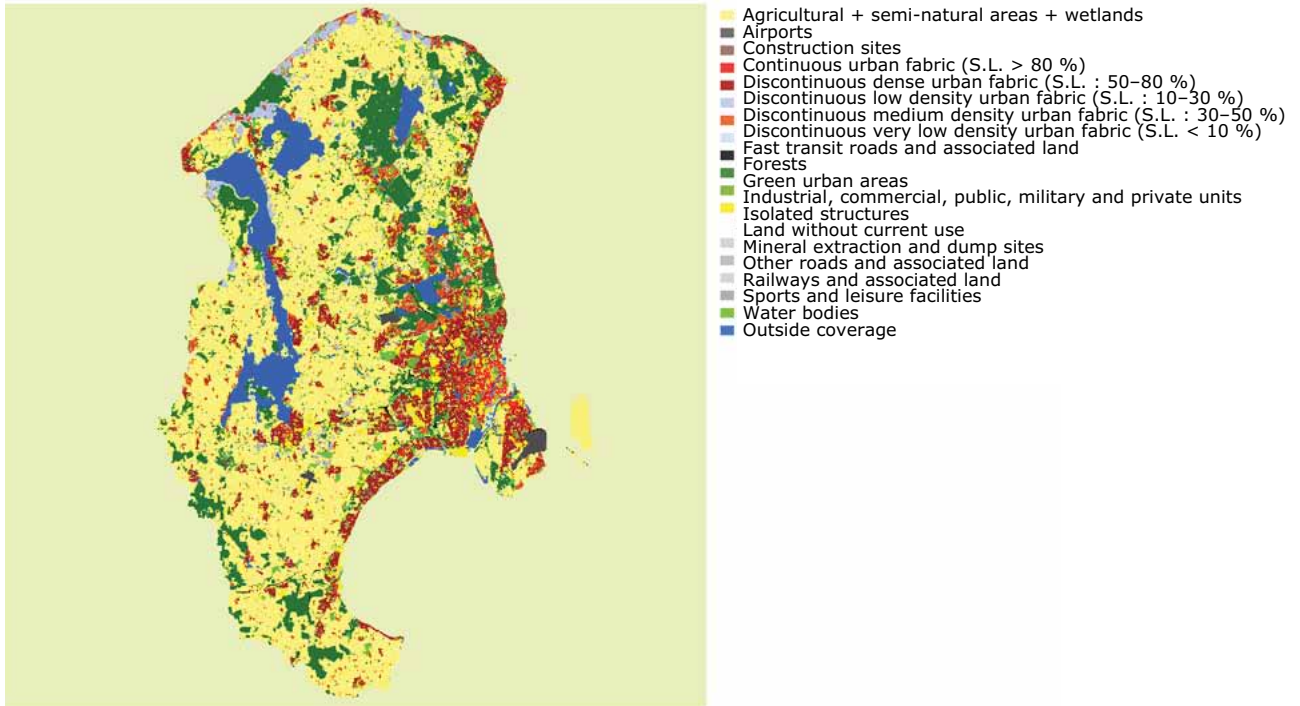 Agricultural + semi-natural areas + wetlands
Airports
Construction sites
Continuous urban fabric (S.L. > 80 %)
Discontinuous dense urban fabric (S.L. : 50–80 %)
Discontinuous low density urban fabric (S.L. : 10–30 %)
Discontinuous medium density urban fabric (S.L. : 30–50 %)
Discontinuous very low density urban fabric (S.L. < 10 %)
Fast transit roads and associated land
Forests
Green urban areas
Industrial, commercial, public, military and private units
Isolated structures
Land without current use
Mineral extraction and dump sites
Other roads and associated land
Railways and associated land
Sports and leisure facilities
Water bodies
Outside coverage